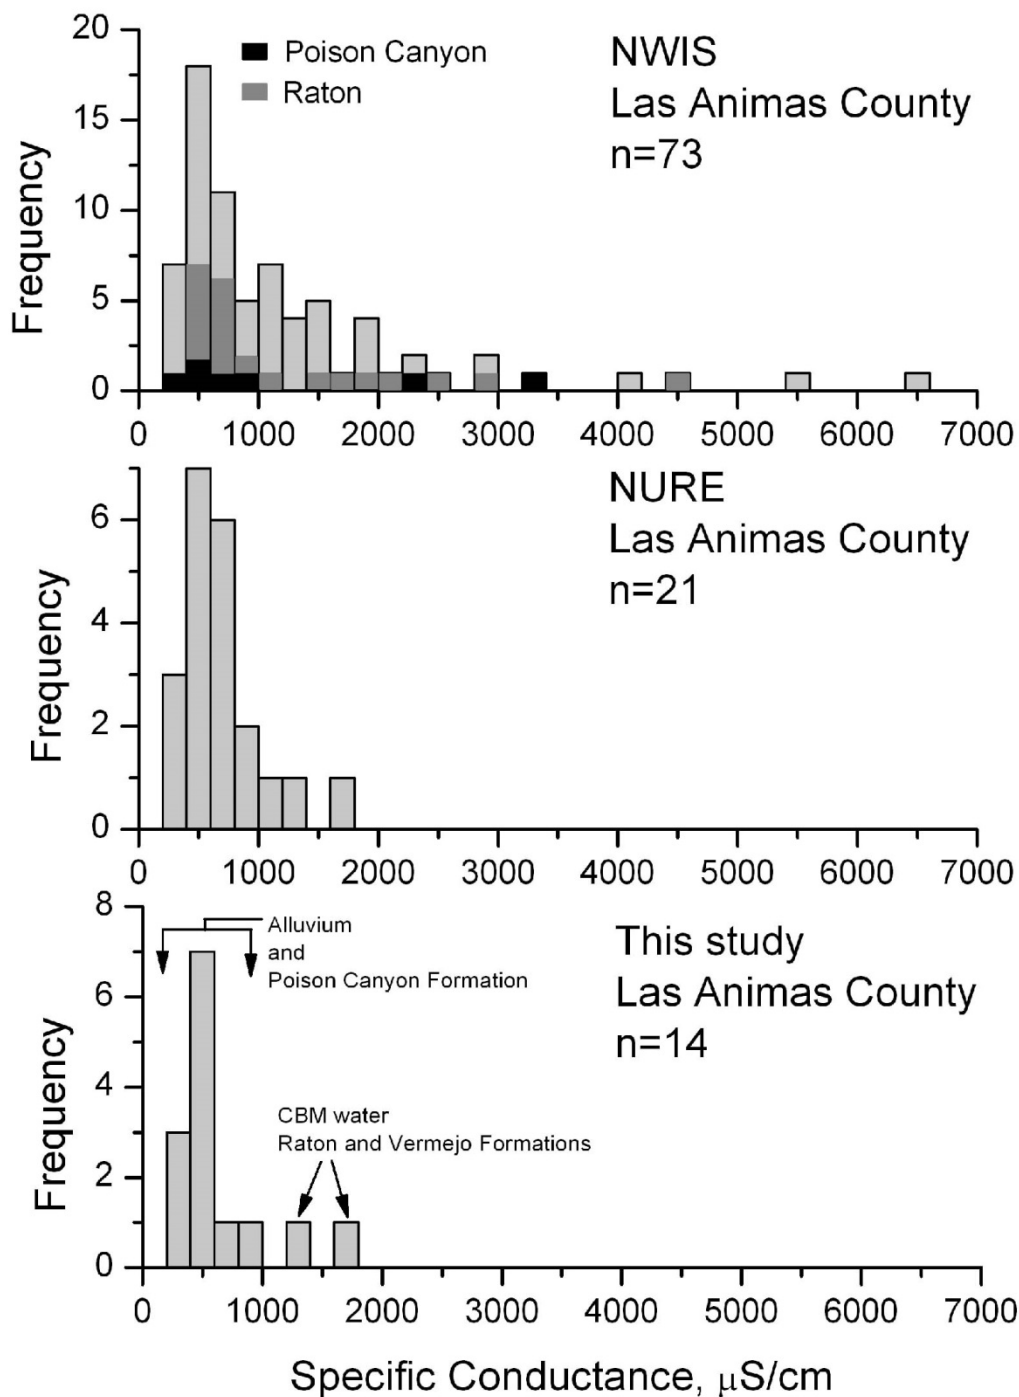 20
15
10
5
0
Frequency
Poison Canyon
Raton
NWIS
Las Animas County
n=73
0 1000 2000 3000 4000 5000 6000 7000
6
4
2
0
Frequency
NURE
Las Animas County
n=21
0 1000 2000 3000 4000 5000 6000 7000
8
6
4
2
0
Frequency
Alluvium
and
Poison Canyon Formation
CBM water
Raton and Vermejo Formations
This study
Las Animas County
n=14
0 1000 2000 3000 4000 5000 6000 7000
Specific Conductance, μS/cm